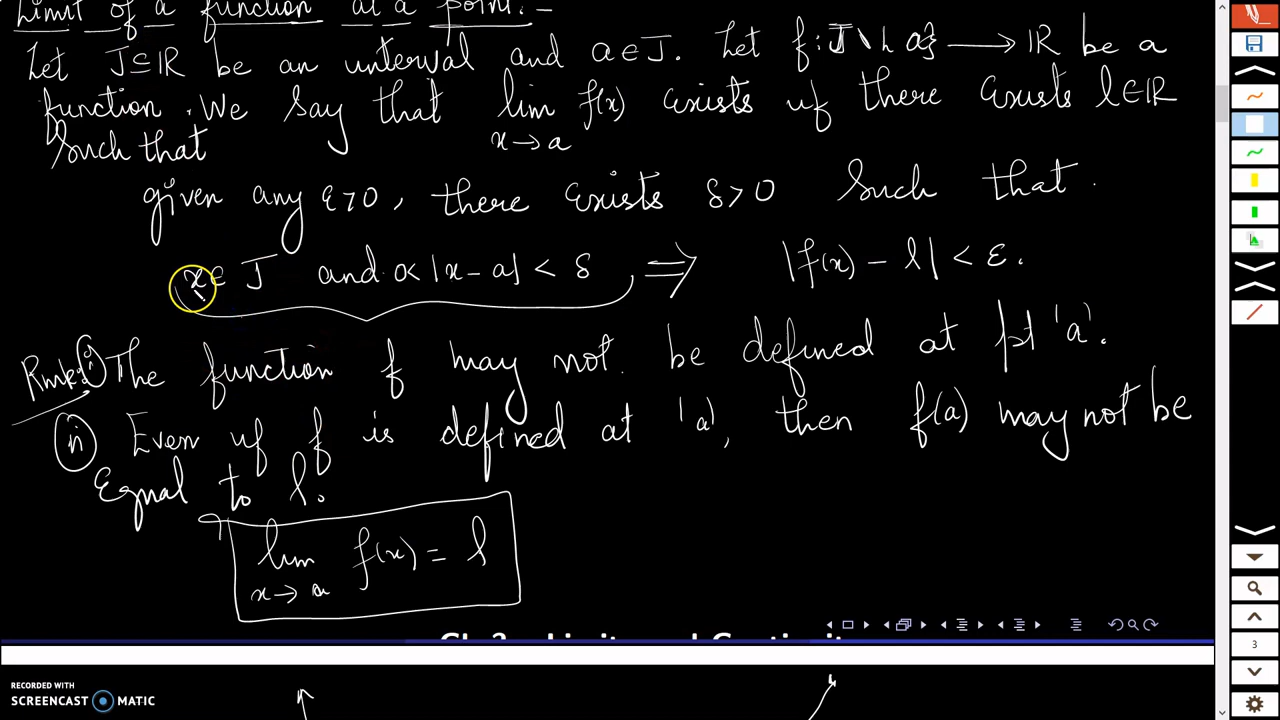 Limit of a function at a point:-
Let J⊆ℝ be an interval and a∈J. Let f: J\{a} → ℝ be a
function. We say that lim x→a f(x) exists if there exists l∈ℝ
Such that
given any ε>0, there exists δ>0 such that
x∈J and 0<|x-a|<δ ⟹ |f(x)-l|<ε.
Rmk: (i) The function f may not be defined at pt 'a'.
(ii) Even if f is defined at 'a', then f(a) may not be
Equal to l.
lim x→a f(x) = l
3
RECORDED WITH
SCREENCAST MATIC